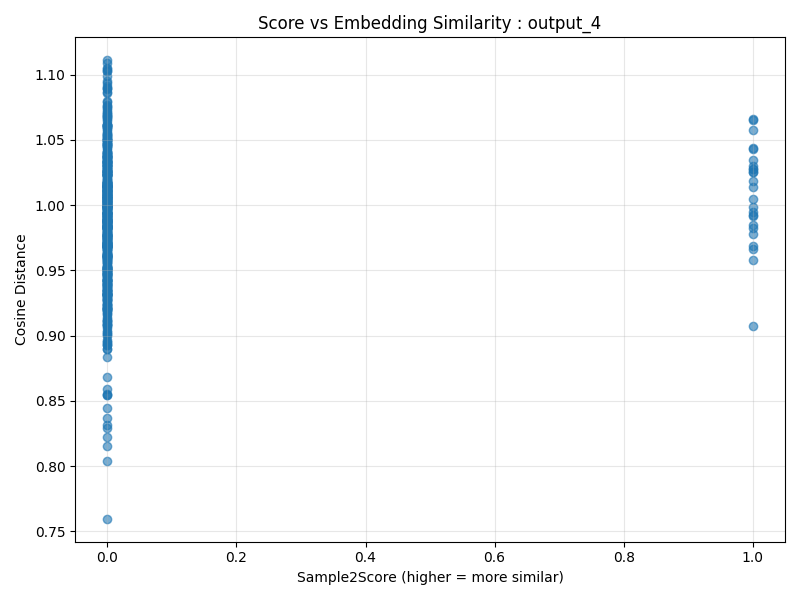 Score vs Embedding Similarity : output_4
Cosine Distance
1.10
1.05
1.00
0.95
0.90
0.85
0.80
0.75
0.0 0.2 0.4 0.6 0.8 1.0
Sample2Score (higher = more similar)